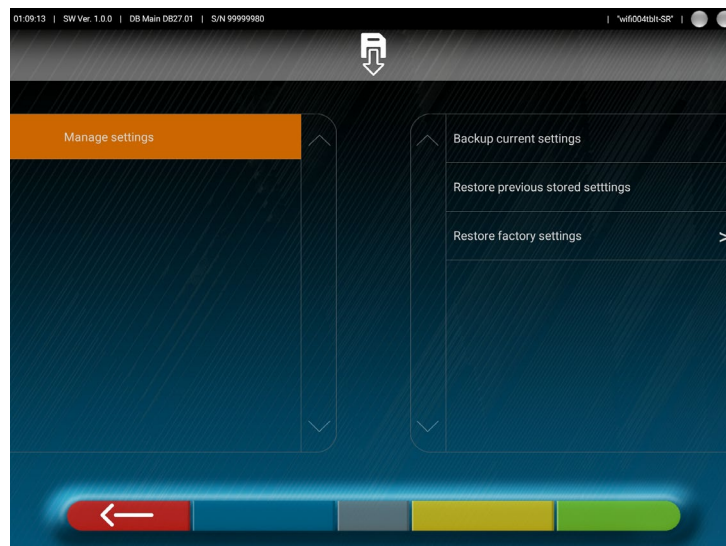 01:09:13 | SW Ver. 1.0.0 | DB Main DB27.01 | S/N 99999980 | "wifi004tblt-SR" |
Manage settings
Backup current settings
Restore previous stored setttings
Restore factory settings >